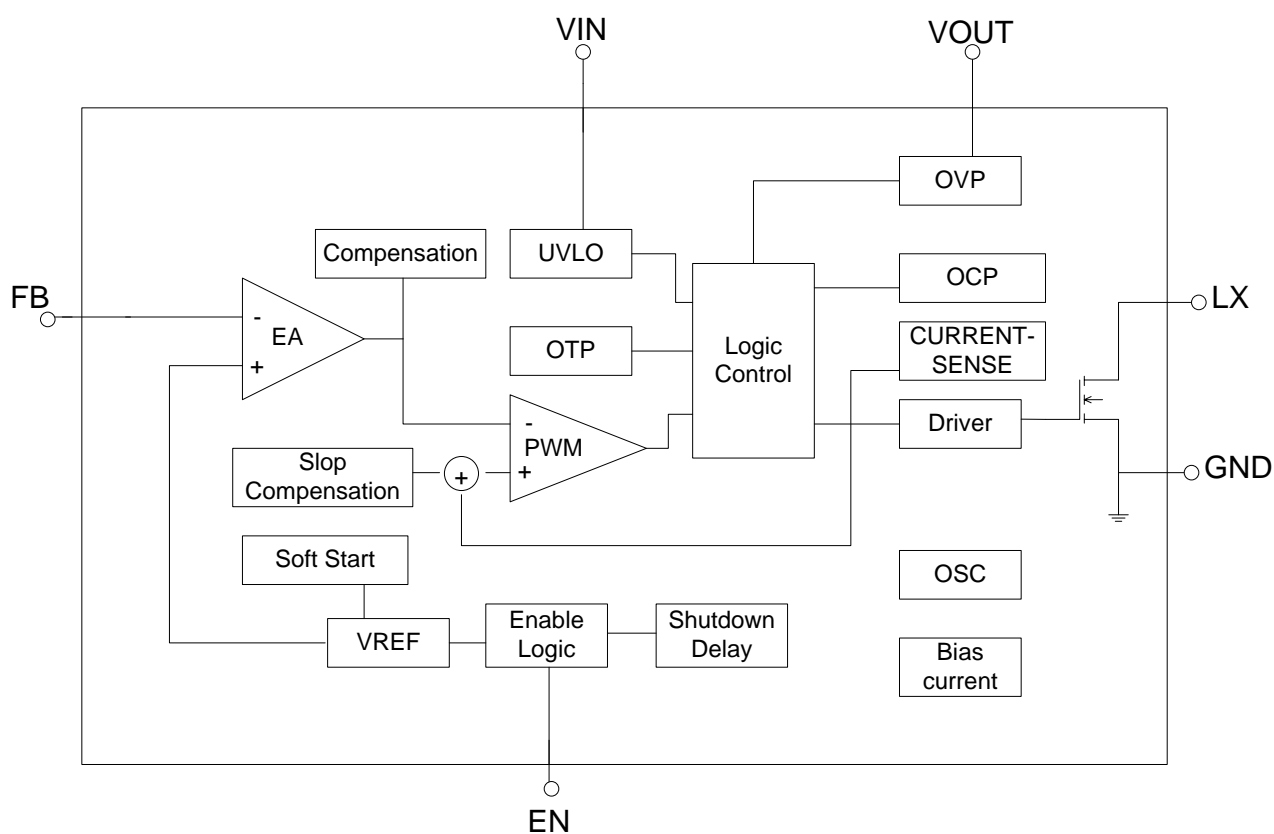 VIN
VOUT
OVP
Compensation
UVLO
OCP
FB
LX
-
EA
+
OTP
Logic
Control
CURRENT-
SENSE
Driver
-
PWM
+
Slop
Compensation
+
GND
Soft Start
OSC
VREF
Enable
Logic
Shutdown
Delay
Bias
current
EN